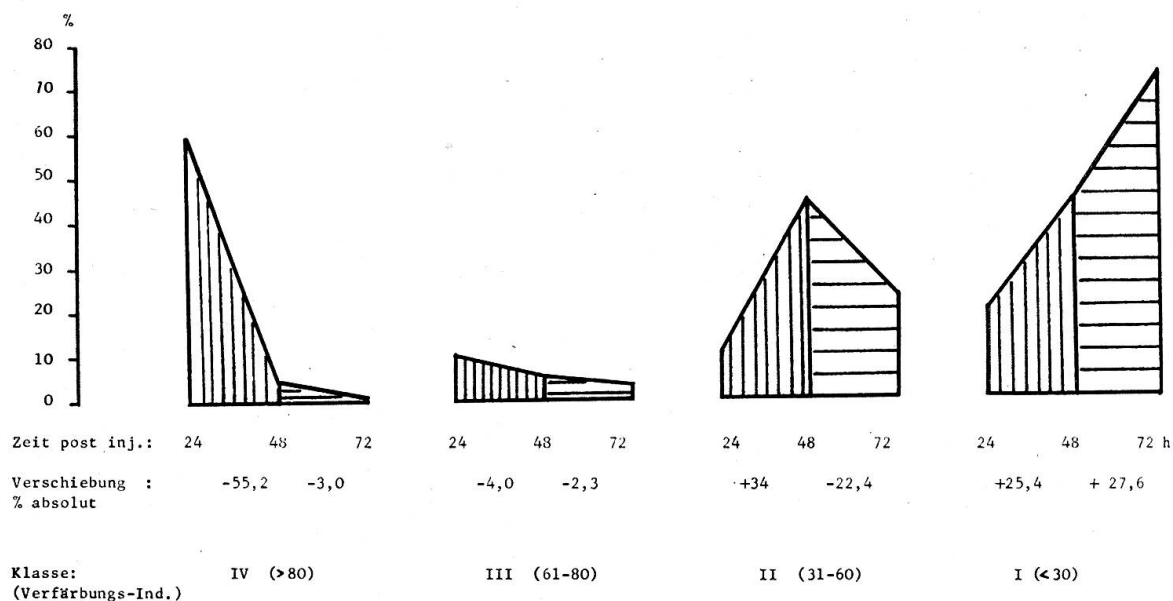 %
80
70
60
50
40
30
20
10
0
Zeit post inj.: 24 48 72 24 48 72 24 48 72 24 48 72 h
Verschiebung : -55,2 -3,0 -4,0 -2,3 +34 -22,4 +25,4 + 27,6
% absolut
Klasse: IV (>80) III (61-80) II (31-60) I (<30)
(Verfärbungs-Ind.)